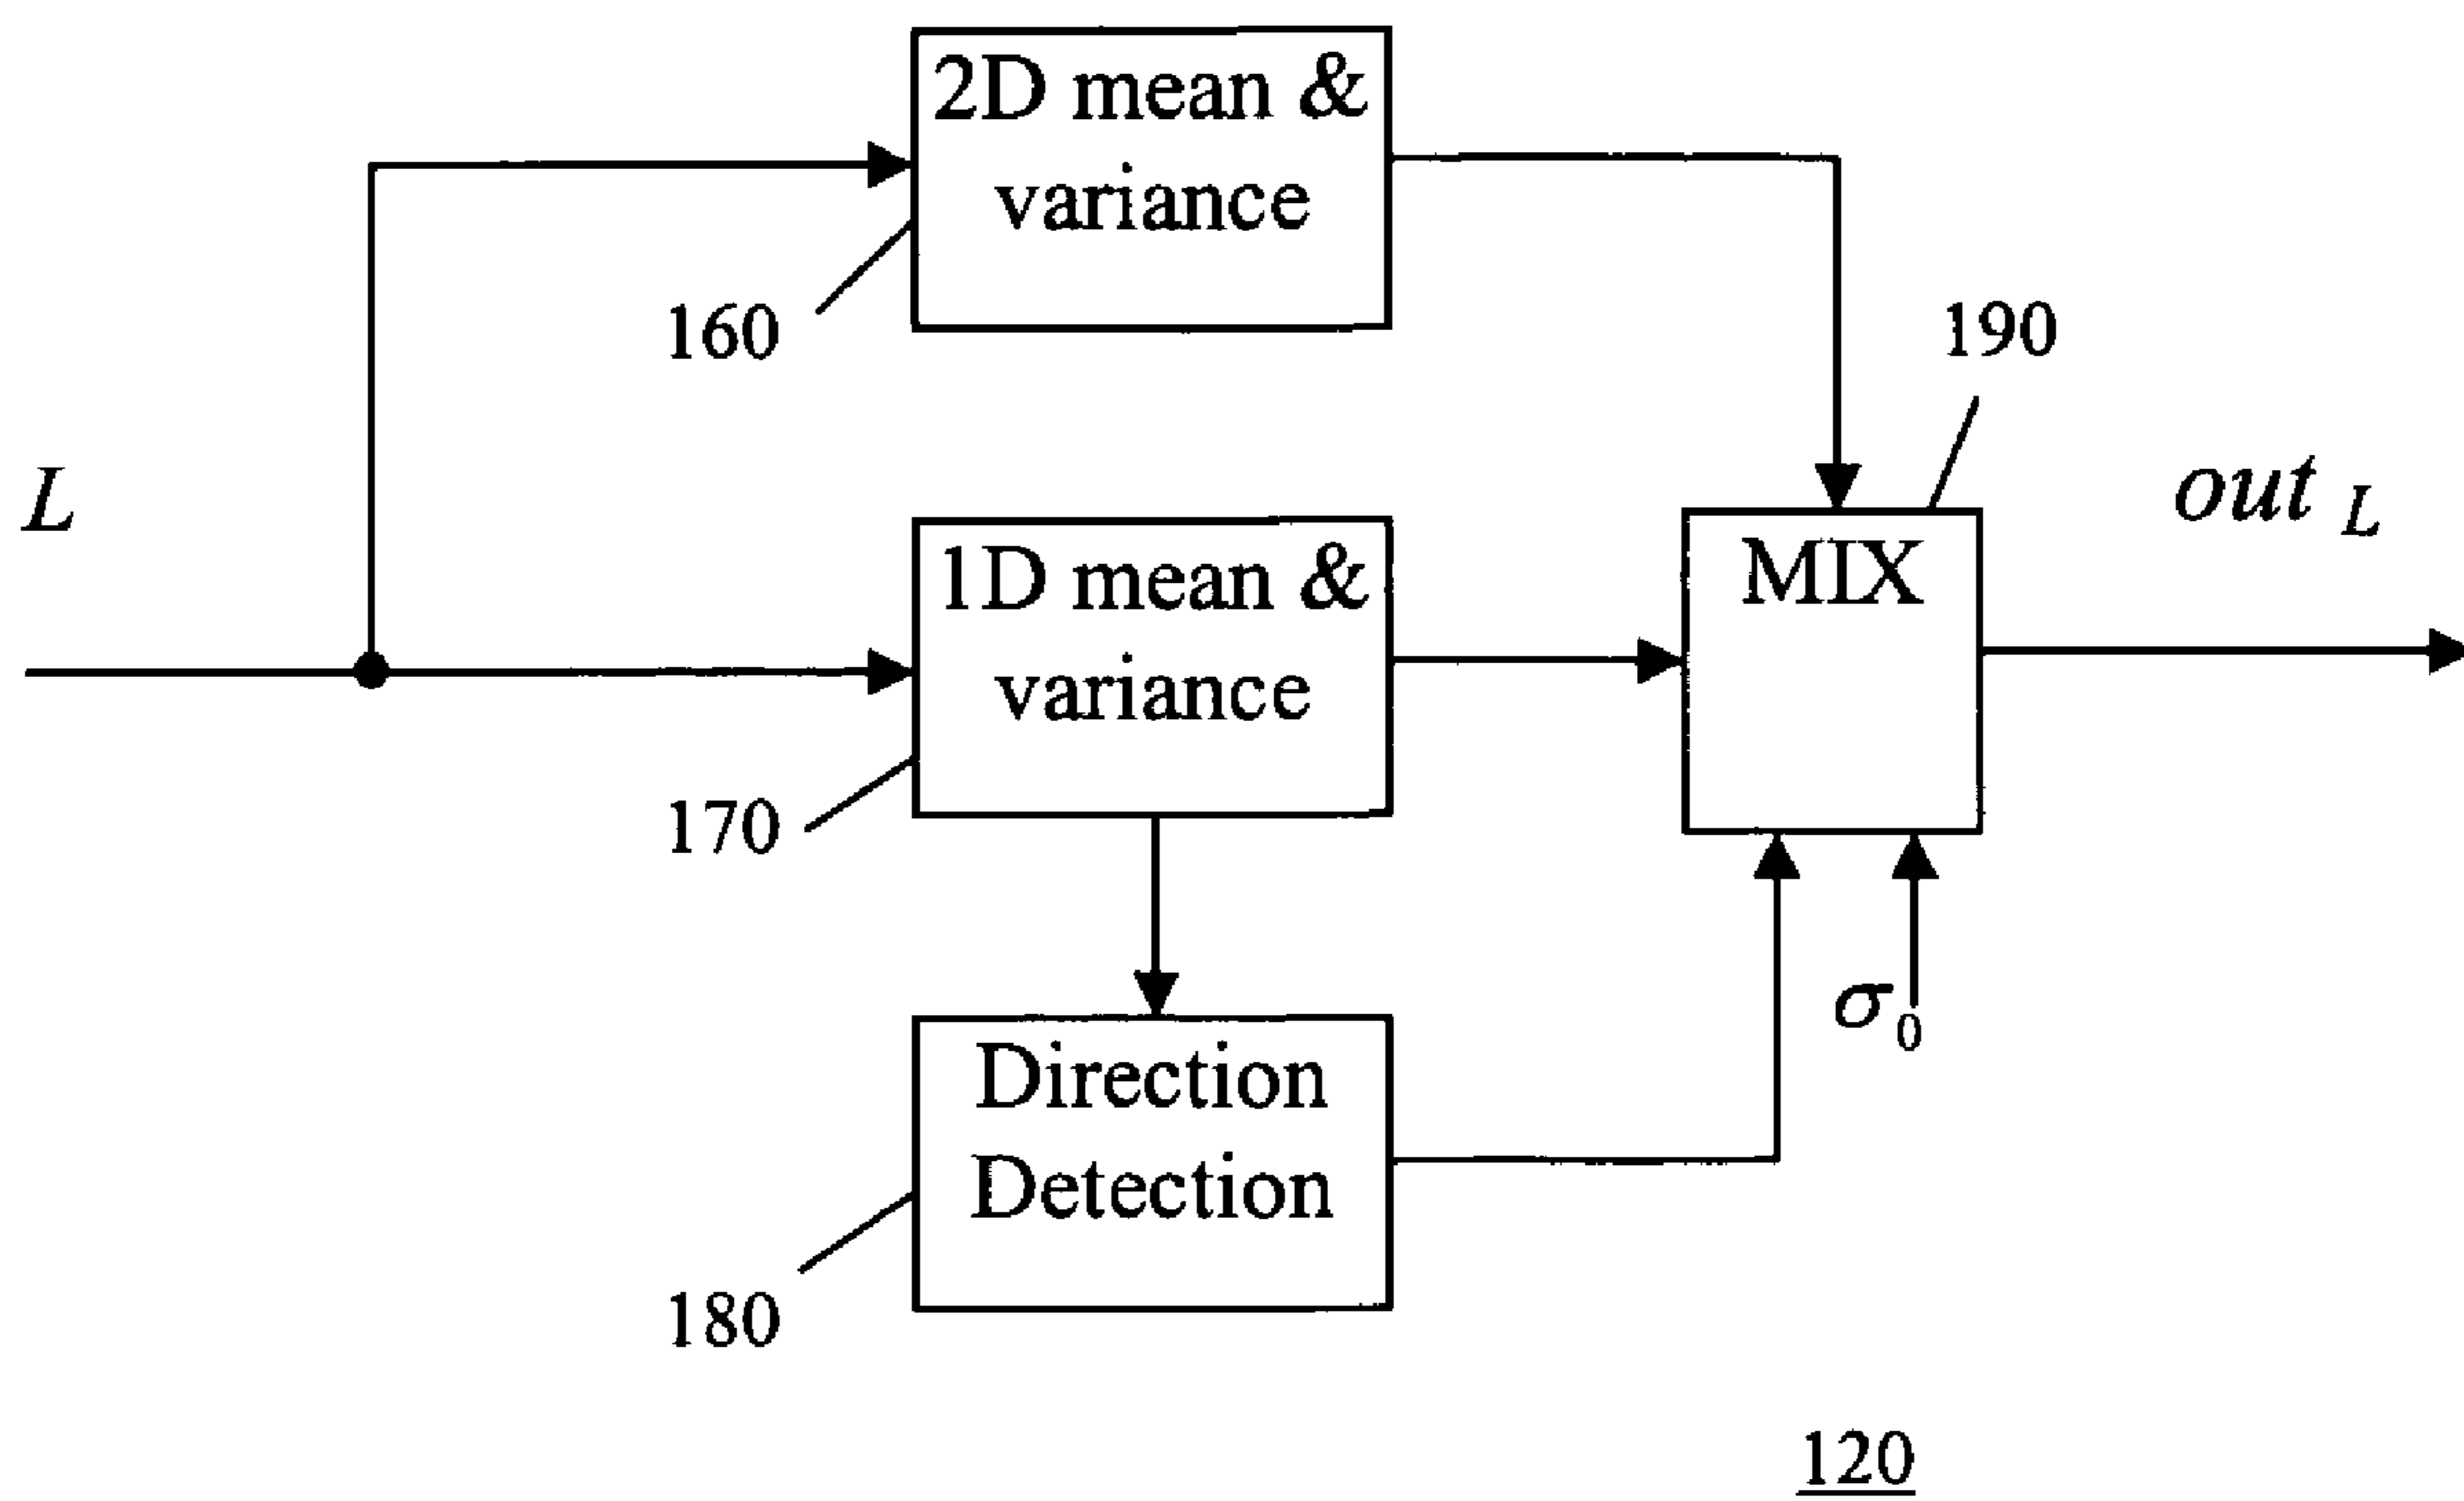 2D mean &
variance
160
190
L
out L
1D mean &
variance
MIX
170
σ0
Direction
Detection
180
120